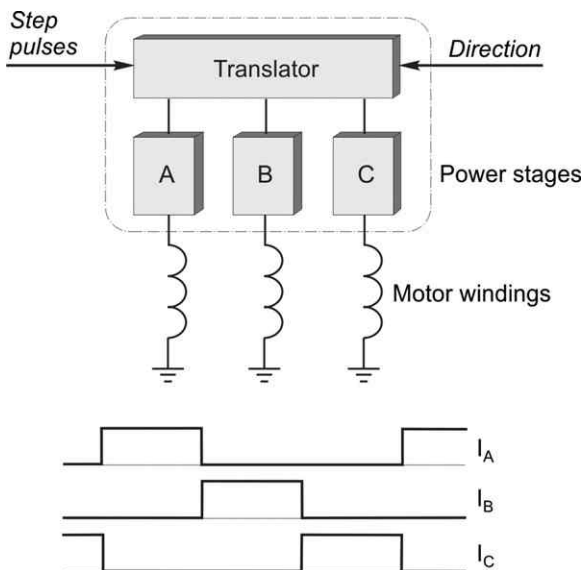 Step
pulses
Translator
Direction
A
B
C
Power stages
Motor windings
I_A
I_B
I_C